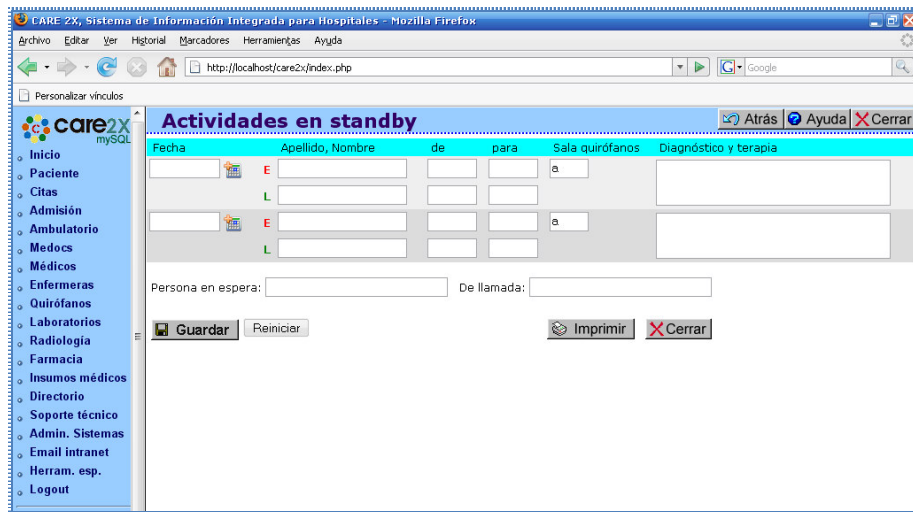 CARE 2X, Sistema de Información Integrada para Hospitales - Mozilla Firefox
Archivo Editar Ver Historial Marcadores Herramientas Ayuda
http://localhost/care2x/index.php
G Google
Personalizar vínculos
care2X
mySQL
Inicio
Paciente
Citas
Admisión
Ambulatorio
Medocs
Médicos
Enfermeras
Quirófanos
Laboratorios
Radiología
Farmacia
Insumos médicos
Directorio
Soporte técnico
Admin. Sistemas
Email intranet
Herram. esp.
Logout
Actividades en standby
Atrás ? Ayuda Cerrar
Fecha Apellido, Nombre de para Sala quirófanos Diagnóstico y terapia
E a
L
E a
L
Persona en espera: De llamada:
Guardar Reiniciar Imprimir Cerrar